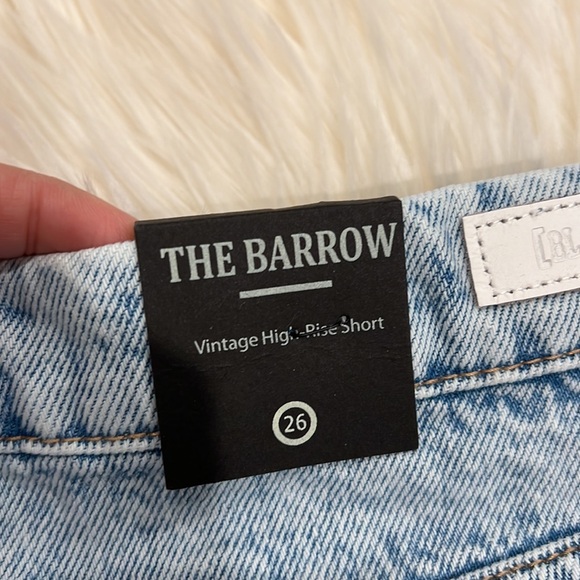 THE BARROW
Vintage High-Rise Short
26